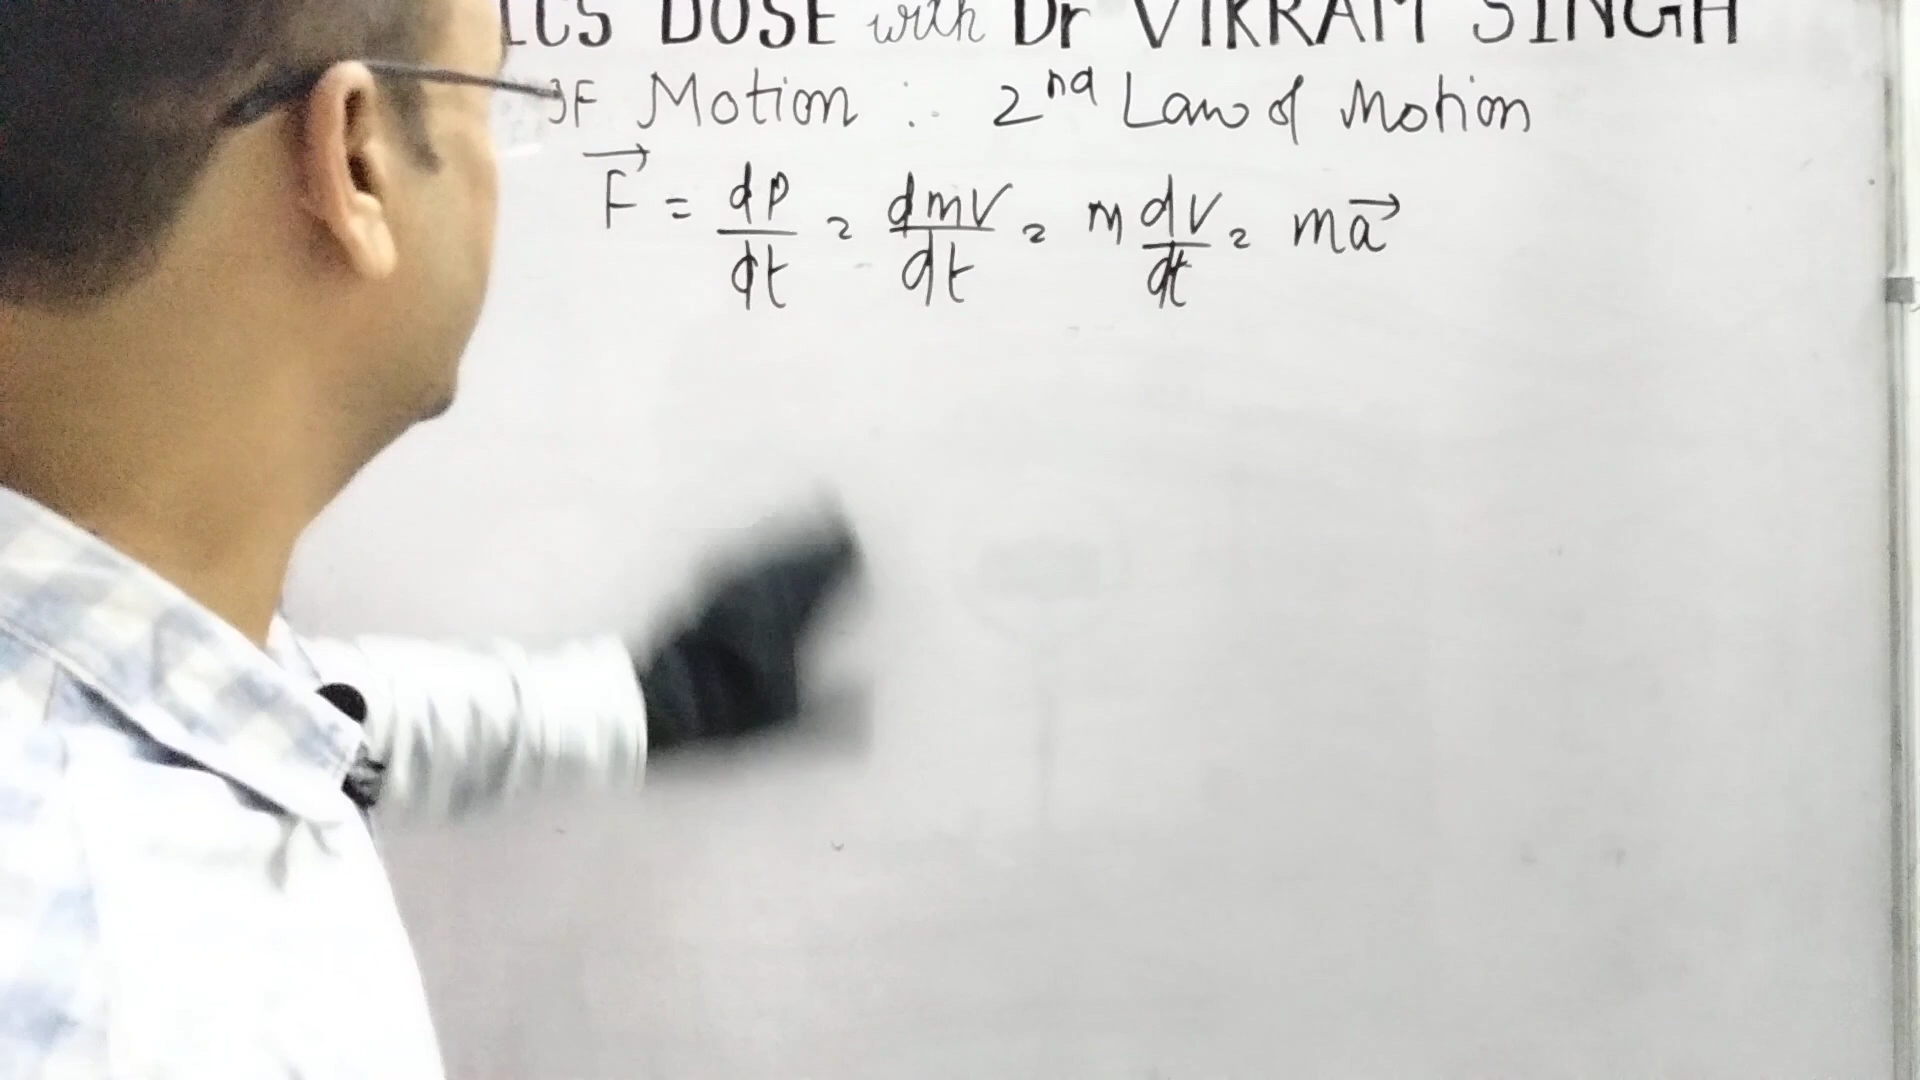 ICS DOSE with Dr VIKRAM SINGH
OF Motion : 2nd Law of Motion
F⃗ = dp/dt = dmv/dt = m dv/dt = ma⃗